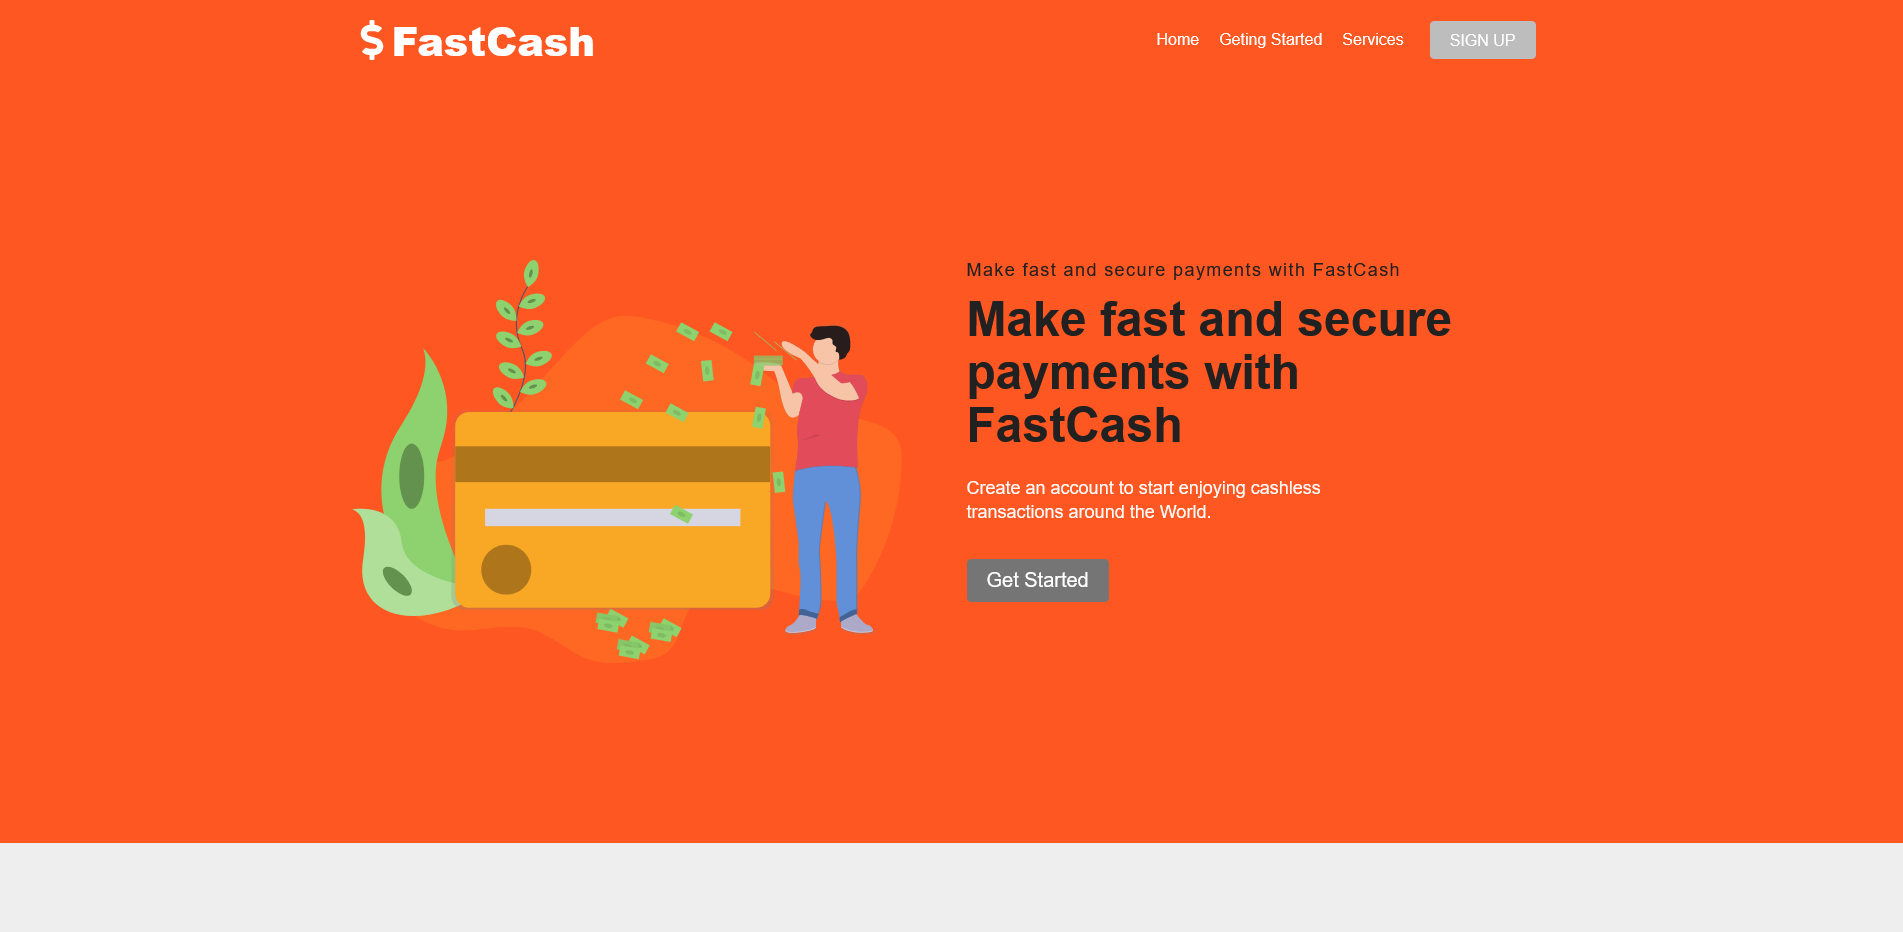 $ FastCash
Home Geting Started Services SIGN UP
Make fast and secure payments with FastCash
Make fast and secure
payments with
FastCash
Create an account to start enjoying cashless
transactions around the World.
Get Started